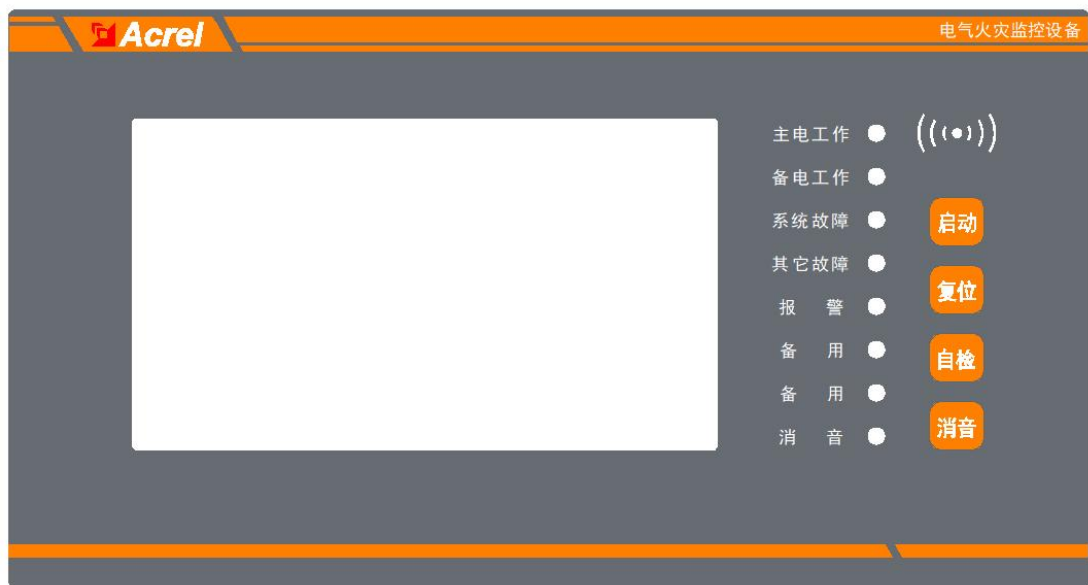 Acrel
电气火灾监控设备
主电工作
备电工作
系统故障
启动
其它故障
复位
报 警
备 用
自检
备 用
消 音
消音